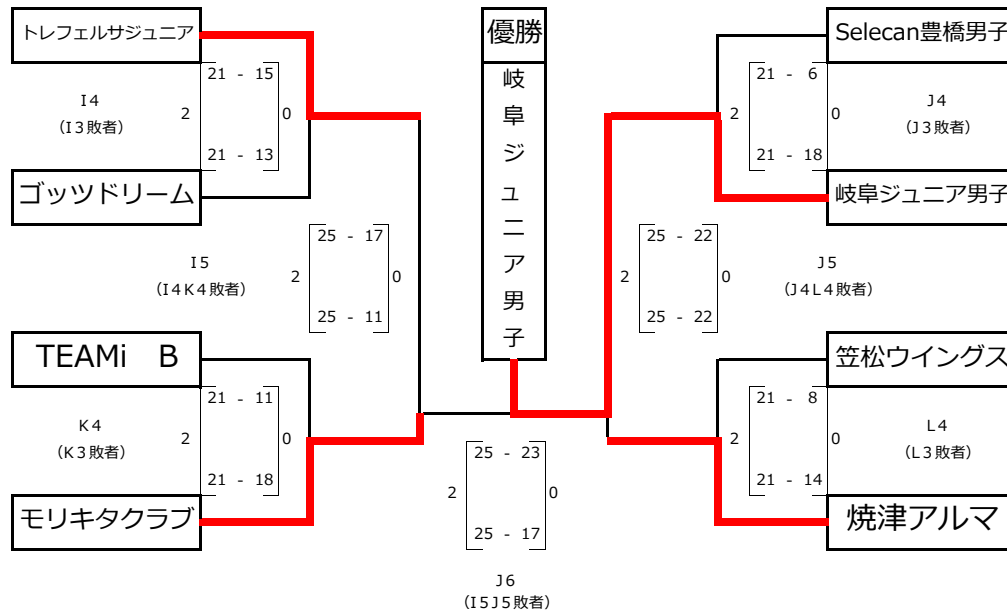 トレフェルサジュニア
21 - 15
I4
(I3敗者)
2
0
21 - 13
ゴッツドリーム
I5
(I4K4敗者)
25 - 17
2
0
25 - 11
TEAMi B
21 - 11
K4
(K3敗者)
2
0
21 - 18
モリキタクラブ
優勝
岐阜ジュニア男子
25 - 23
2
0
25 - 17
J6
(I5J5敗者)
Selecan豊橋男子
21 - 6
2
0
J4
(J3敗者)
21 - 18
岐阜ジュニア男子
25 - 22
2
0
J5
(J4L4敗者)
25 - 22
笠松ウイングス
21 - 8
2
0
L4
(L3敗者)
21 - 14
焼津アルマ